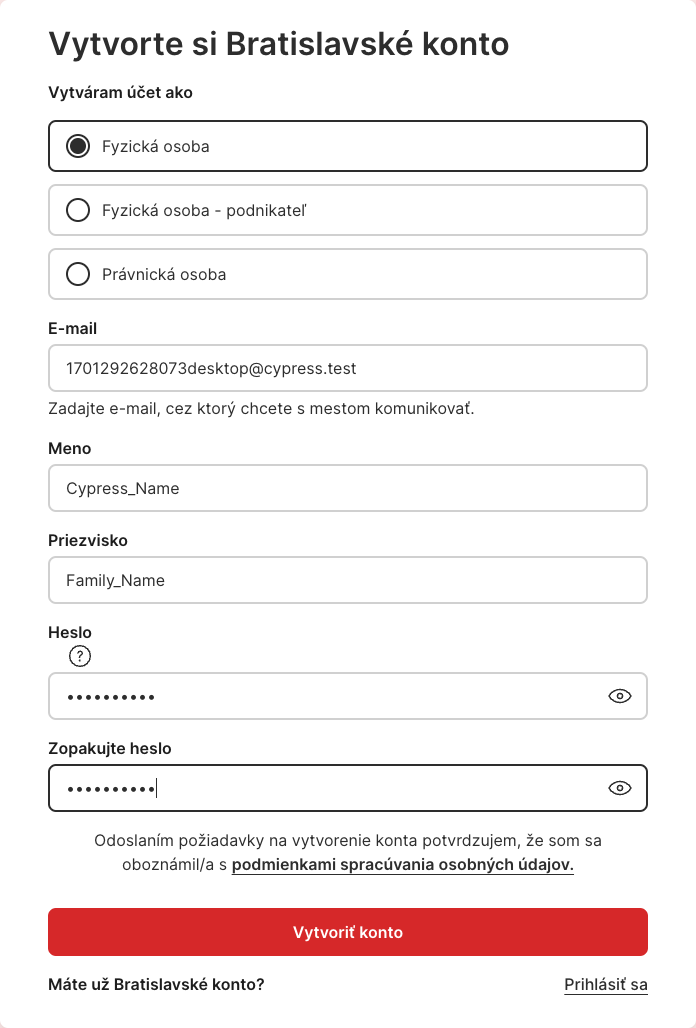 Vytvorte si Bratislavské konto
Vytváram účet ako
Fyzická osoba
Fyzická osoba - podnikateľ
Právnická osoba
E-mail
1701292628073desktop@cypress.test
Zadajte e-mail, cez ktorý chcete s mestom komunikovať.
Meno
Cypress_Name
Priezvisko
Family_Name
Heslo
?
••••••••••
Zopakujte heslo
••••••••••
Odoslaním požiadavky na vytvorenie konta potvrdzujem, že som sa
oboznámil/a s podmienkami spracúvania osobných údajov.
Vytvoriť konto
Máte už Bratislavské konto?
Prihlásiť sa